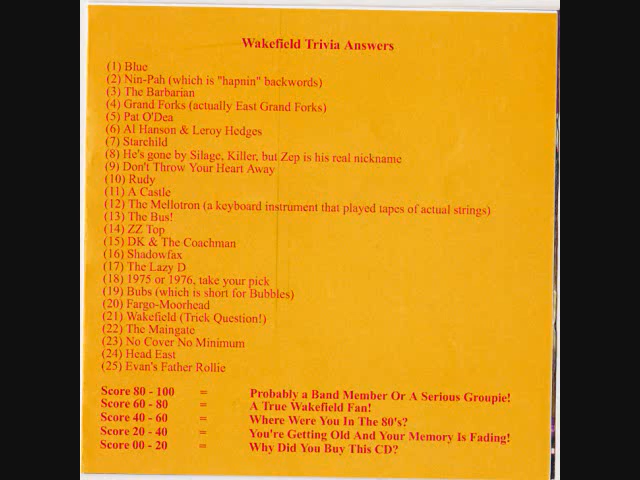 Wakefield Trivia Answers
(1) Blue
(2) Nin-Pah (which is "hapnin" backwords)
(3) The Barbarian
(4) Grand Forks (actually East Grand Forks)
(5) Pat O'Dea
(6) Al Hanson & Leroy Hedges
(7) Starchild
(8) He's gone by Silage, Killer, but Zep is his real nickname
(9) Don't Throw Your Heart Away
(10) Rudy
(11) A Castle
(12) The Mellotron (a keyboard instrument that played tapes of actual strings)
(13) The Bus!
(14) ZZ Top
(15) DK & The Coachman
(16) Shadowfax
(17) The Lazy D
(18) 1975 or 1976, take your pick
(19) Bubs (which is short for Bubbles)
(20) Fargo-Moorhead
(21) Wakefield (Trick Question!)
(22) The Maingate
(23) No Cover No Minimum
(24) Head East
(25) Evan's Father Rollie
Score 80 - 100 = Probably a Band Member Or A Serious Groupie!
Score 60 - 80 = A True Wakefield Fan!
Score 40 - 60 = Where Were You In The 80's?
Score 20 - 40 = You're Getting Old And Your Memory Is Fading!
Score 00 - 20 = Why Did You Buy This CD?